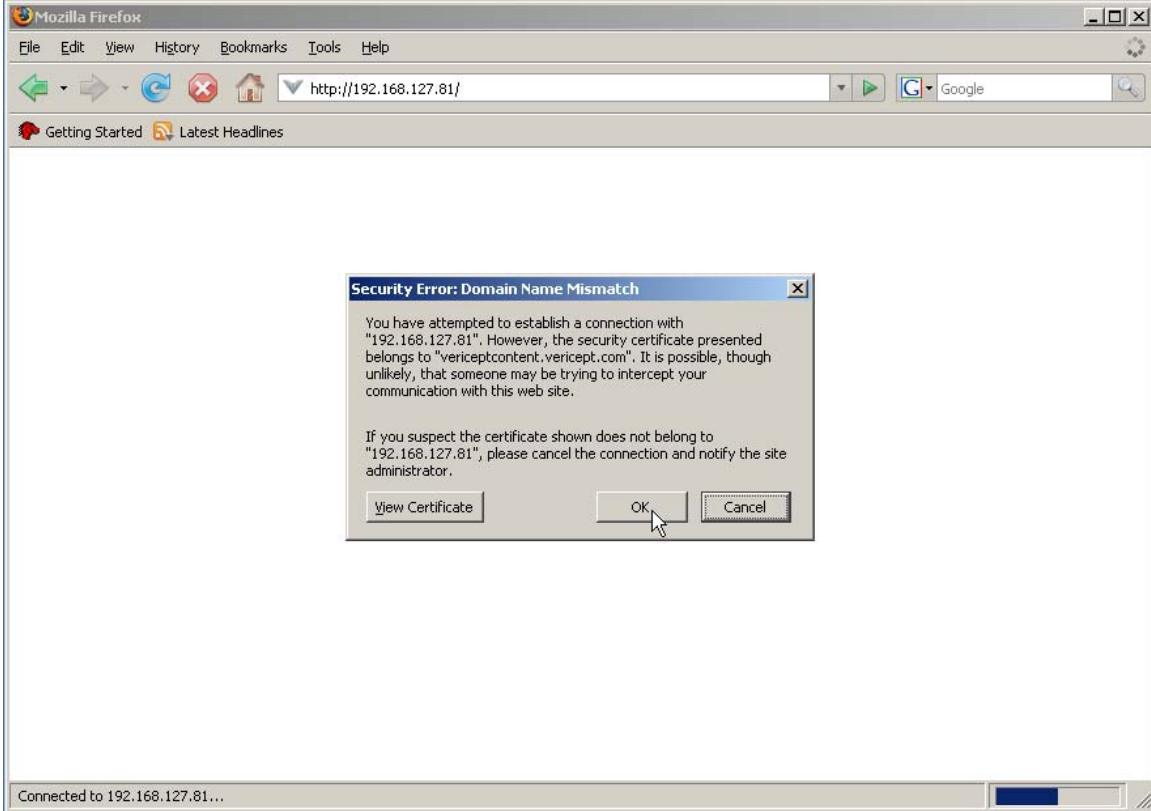 Mozilla Firefox
File Edit View History Bookmarks Tools Help
http://192.168.127.81/
G
Google
Getting Started Latest Headlines
Security Error: Domain Name Mismatch
You have attempted to establish a connection with
"192.168.127.81". However, the security certificate presented
belongs to "vericeptcontent.vericept.com". It is possible, though
unlikely, that someone may be trying to intercept your
communication with this web site.
If you suspect the certificate shown does not belong to
"192.168.127.81", please cancel the connection and notify the site
administrator.
View Certificate OK Cancel
Connected to 192.168.127.81...